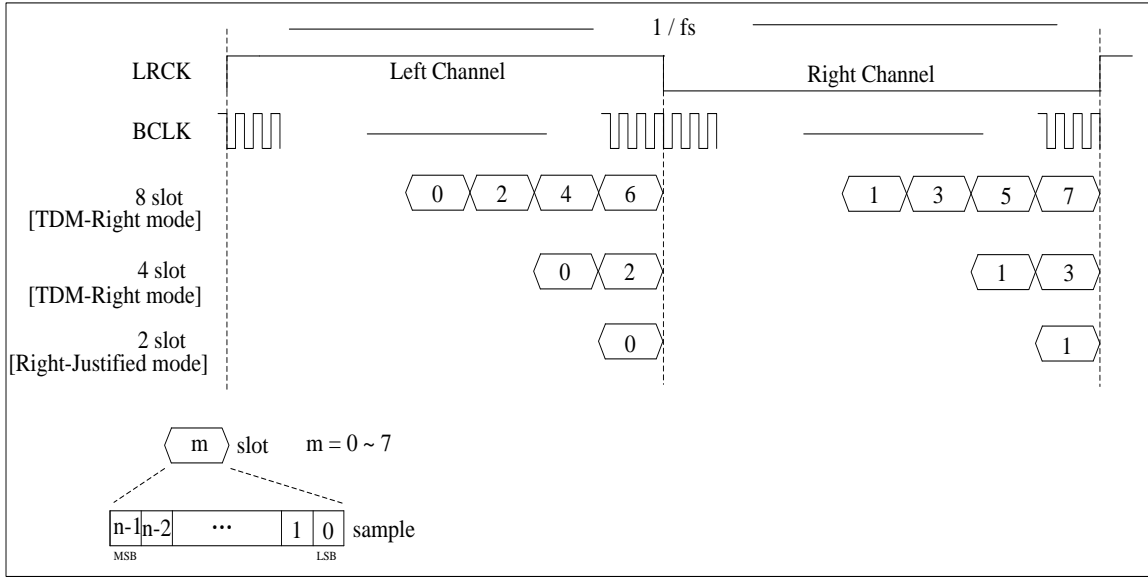 1 / fs
LRCK
Left Channel
Right Channel
BCLK
8 slot
[TDM-Right mode]
0 2 4 6 1 3 5 7
4 slot
[TDM-Right mode]
0 2 1 3
2 slot
[Right-Justified mode]
0 1
m slot m = 0 ~ 7
n-1 n-2 ... 1 0 sample
MSB LSB